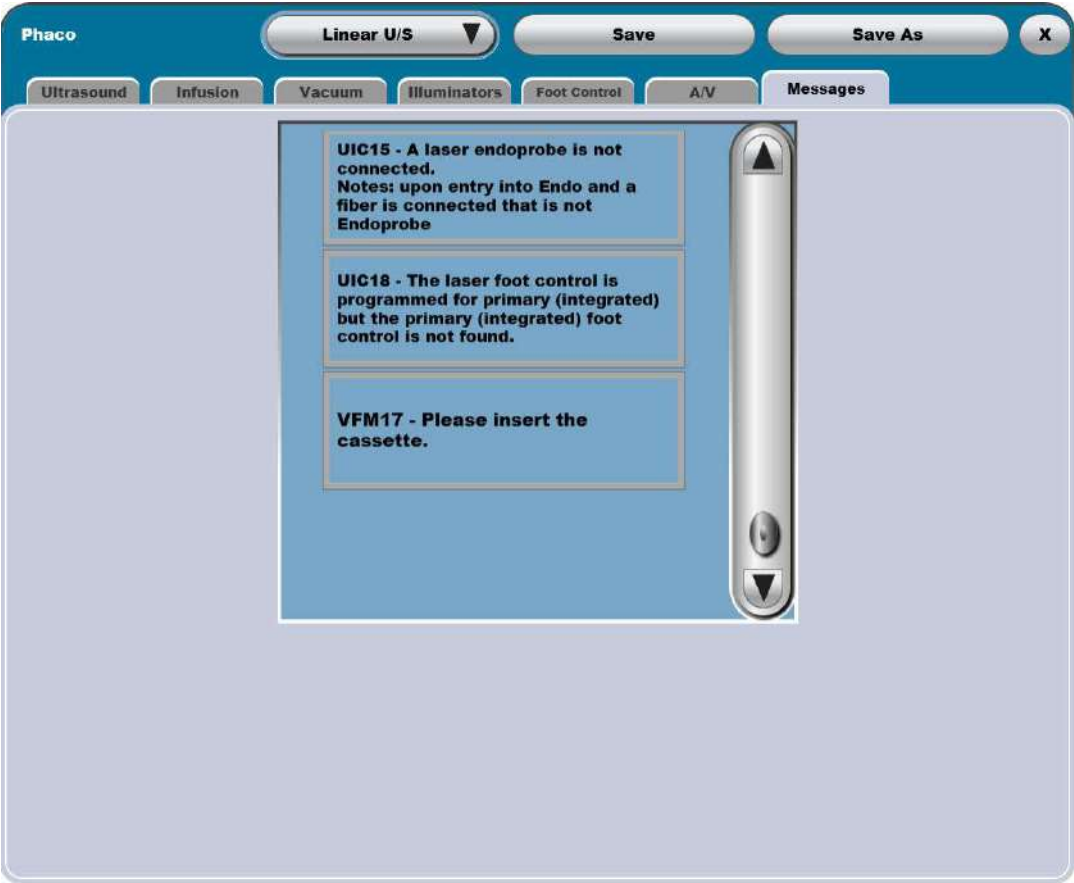 Phaco
Linear U/S
Save
Save As
X
Ultrasound
Infusion
Vacuum
Illuminators
Foot Control
A/V
Messages
UIC15 - A laser endoprobe is not
connected.
Notes: upon entry into Endo and a
fiber is connected that is not
Endoprobe
UIC18 - The laser foot control is
programmed for primary (integrated)
but the primary (integrated) foot
control is not found.
VFM17 - Please insert the
cassette.